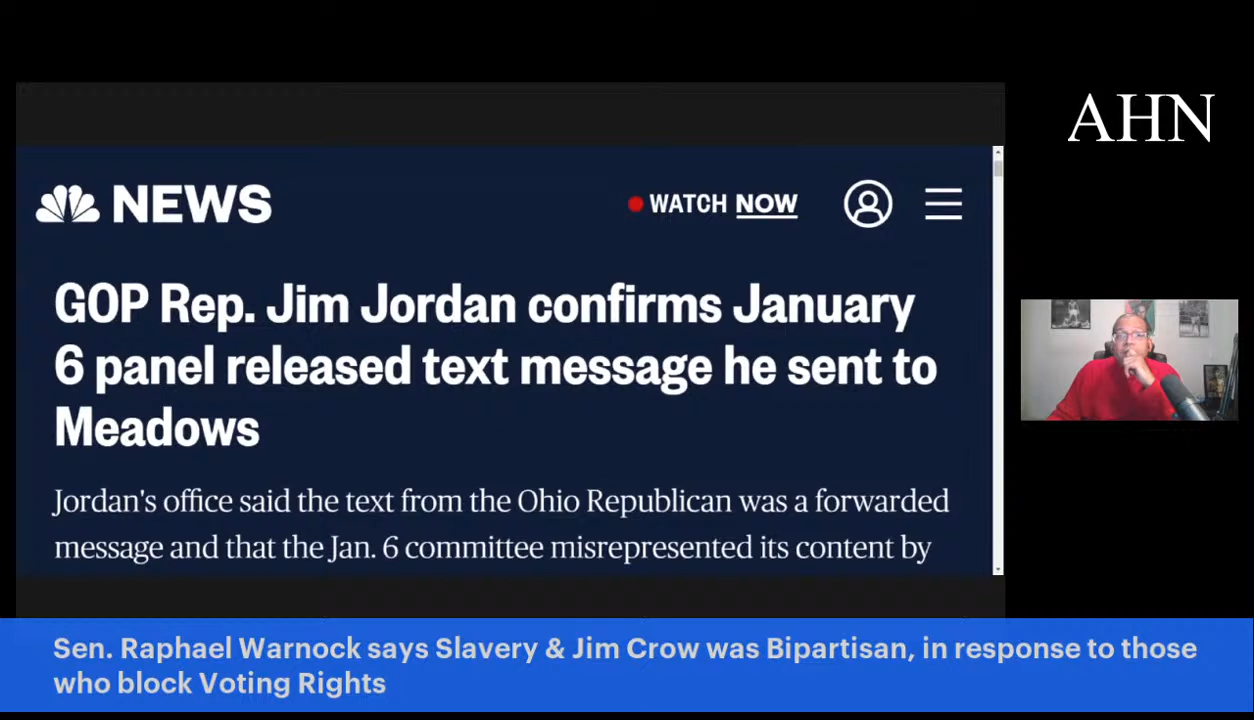 AHN
NEWS
WATCH NOW
GOP Rep. Jim Jordan confirms January
6 panel released text message he sent to
Meadows
Jordan's office said the text from the Ohio Republican was a forwarded
message and that the Jan. 6 committee misrepresented its content by
Sen. Raphael Warnock says Slavery & Jim Crow was Bipartisan, in response to those
who block Voting Rights